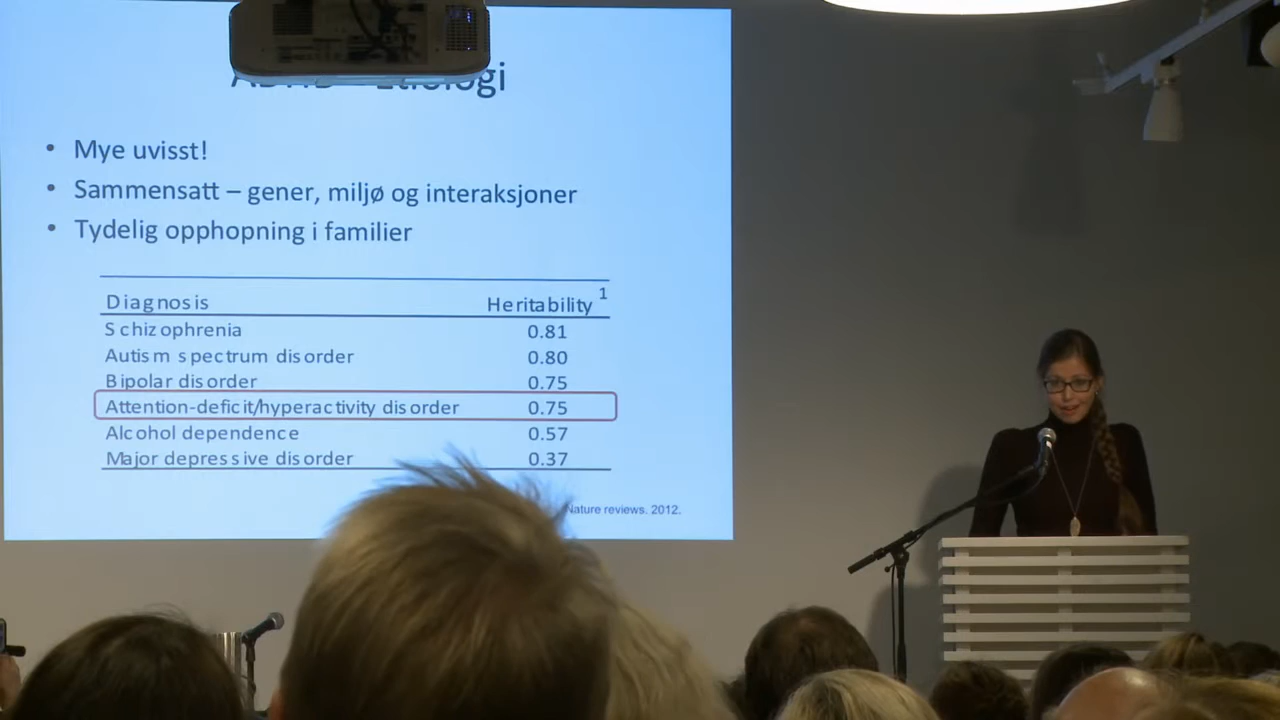 Etiologi
• Mye uvisst!
• Sammensatt – gener, miljø og interaksjoner
• Tydelig opphopning i familier
Diagnosis Heritability 1
Schizophrenia 0.81
Autism spectrum disorder 0.80
Bipolar disorder 0.75
Attention-deficit/hyperactivity disorder 0.75
Alcohol dependence 0.57
Major depressive disorder 0.37
Nature reviews. 2012.